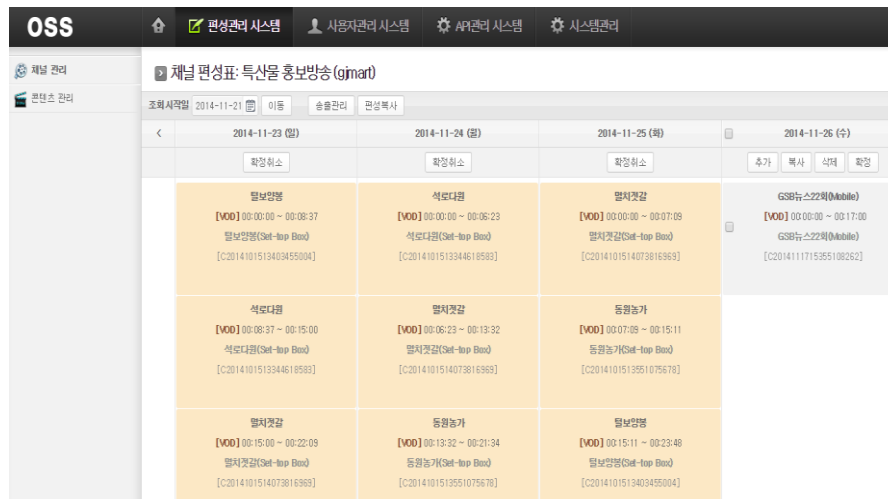 OSS
편성관리 시스템
사용자관리 시스템
API관리 시스템
시스템관리
채널 관리
콘텐츠 관리
채널 편성표: 특산물 홍보방송 (gjmart)
조회시작일 2014-11-21 이동 송출관리 편성복사
< 2014-11-23 (일) 2014-11-24 (월) 2014-11-25 (화) 2014-11-26 (수)
확정취소 확정취소 확정취소 추가 복사 삭제 확정
털보양봉 석로다원 멸치젓갈 GSB뉴스22회(Mobile)
[VOD] 00:00:00 ~ 00:08:37 [VOD] 00:00:00 ~ 00:06:23 [VOD] 00:00:00 ~ 00:07:09 [VOD] 00:00:00 ~ 00:17:00
털보양봉(Set-top Box) 석로다원(Set-top Box) 멸치젓갈(Set-top Box) GSB뉴스22회(Mobile)
[C2014101513403455004] [C2014101513344618583] [C2014101514073816969] [C2014111715355108262]
석로다원 멸치젓갈 동원농가
[VOD] 00:08:37 ~ 00:15:00 [VOD] 00:06:23 ~ 00:13:32 [VOD] 00:07:09 ~ 00:15:11
석로다원(Set-top Box) 멸치젓갈(Set-top Box) 동원농가(Set-top Box)
[C2014101513344618583] [C2014101514073816969] [C2014101513551075678]
멸치젓갈 동원농가 털보양봉
[VOD] 00:15:00 ~ 00:22:09 [VOD] 00:13:32 ~ 00:21:34 [VOD] 00:15:11 ~ 00:23:48
멸치젓갈(Set-top Box) 동원농가(Set-top Box) 털보양봉(Set-top Box)
[C2014101514073816969] [C2014101513551075678] [C2014101513403455004]